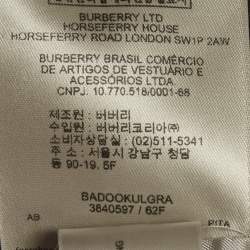 BURBERRY LTD
HORSEFERRY HOUSE
HORSEFERRY ROAD LONDON SW1P 2AW
BURBERRY BRASIL COMÉRCIO
DE ARTIGOS DE VESTUÁRIO E
ACESSÓRIOS LTDA
CNPJ. 10.770.518/0001-68
제조원 : 버버리
수입원 : 버버리코리아㈜
소비자상담실 : (02)511-5341
주소 : 서울시 강남구 청담
동 90-19. 5F
BADOOKULGRA
3840597 / 62F
AB
RITA